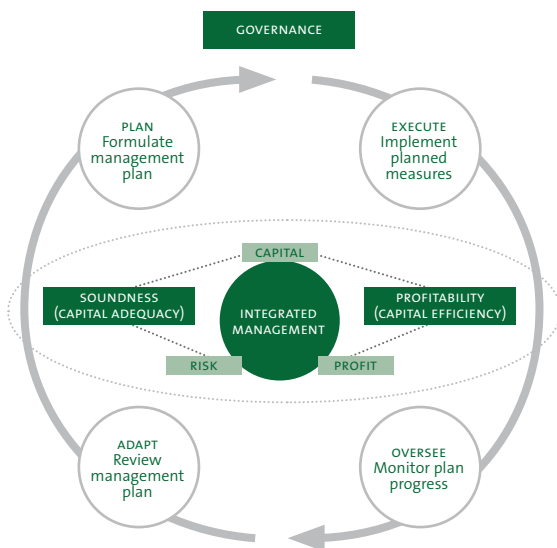 GOVERNANCE
PLAN
Formulate
management
plan
EXECUTE
Implement
planned
measures
CAPITAL
SOUNDNESS
(CAPITAL ADEQUACY)
INTEGRATED
MANAGEMENT
PROFITABILITY
(CAPITAL EFFICIENCY)
RISK
PROFIT
ADAPT
Review
management
plan
OVERSEE
Monitor plan
progress